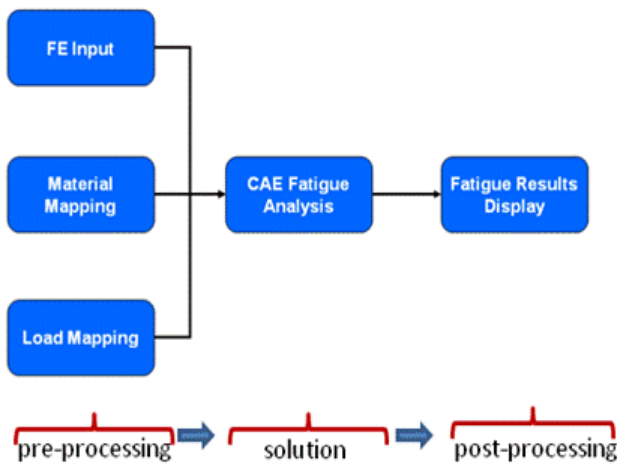 FE Input
Material
Mapping
CAE Fatigue
Analysis
Fatigue Results
Display
Load Mapping
pre-processing
solution
post-processing